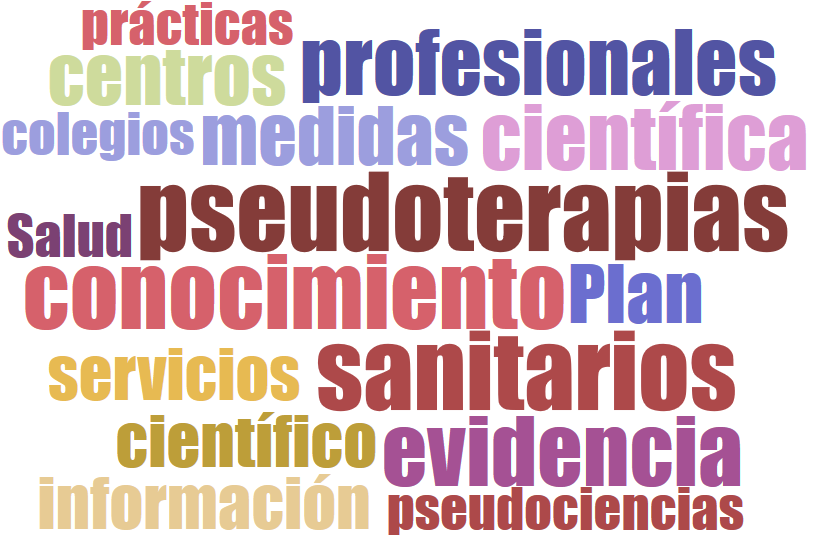 prácticas
centros profesionales
colegios medidas científica
pseudoterapias
Salud
conocimiento Plan
servicios sanitarios
científico evidencia
información pseudociencias